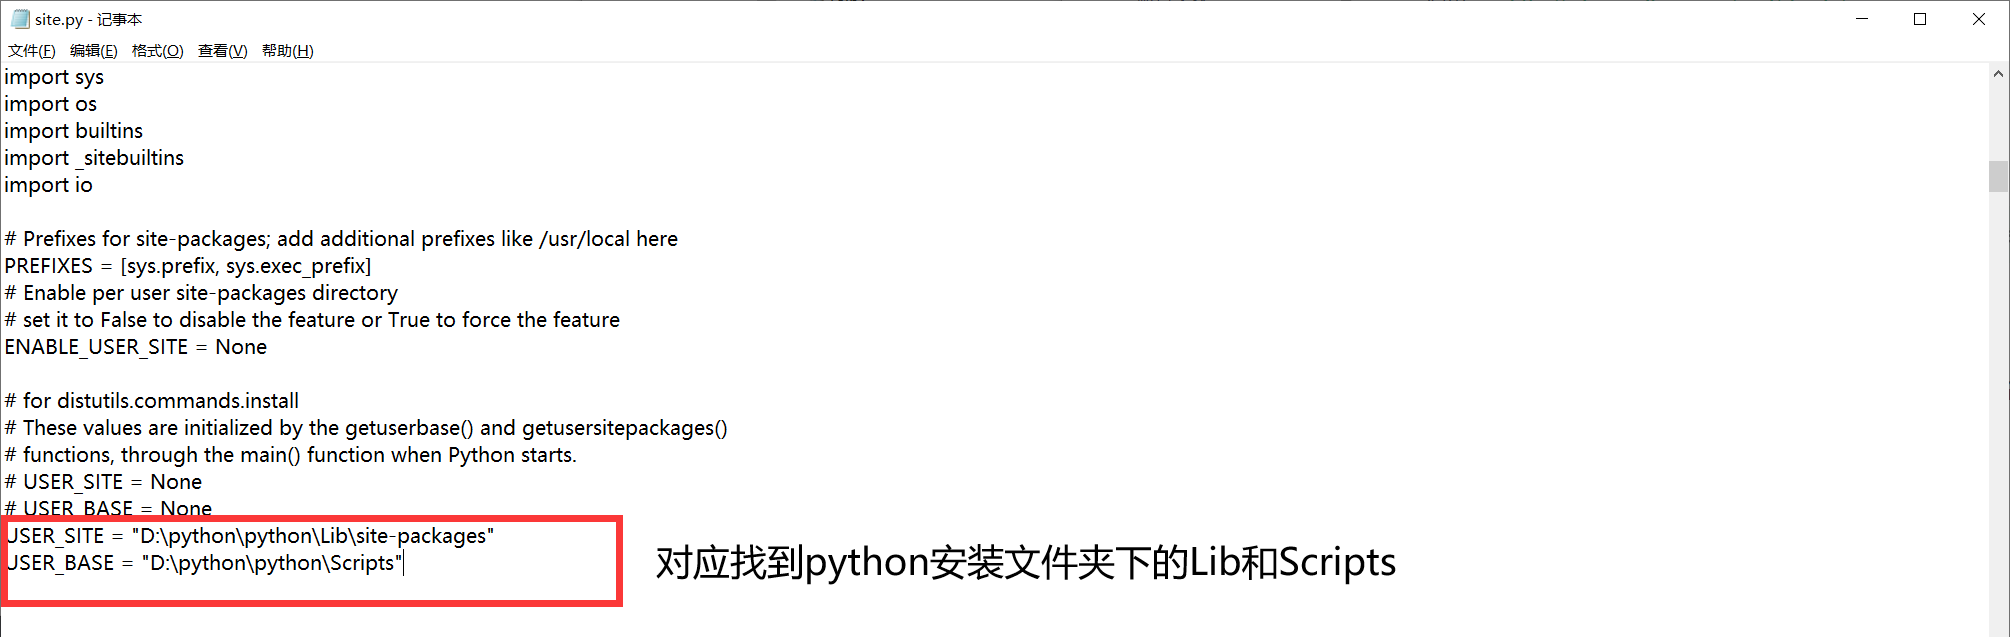 site.py - 记事本
文件(F) 编辑(E) 格式(O) 查看(V) 帮助(H)
import sys
import os
import builtins
import _sitebuiltins
import io
# Prefixes for site-packages; add additional prefixes like /usr/local here
PREFIXES = [sys.prefix, sys.exec_prefix]
# Enable per user site-packages directory
# set it to False to disable the feature or True to force the feature
ENABLE_USER_SITE = None
# for distutils.commands.install
# These values are initialized by the getuserbase() and getusersitepackages()
# functions, through the main() function when Python starts.
# USER_SITE = None
# USER_BASE = None
USER_SITE = "D:\python\python\Lib\site-packages"
USER_BASE = "D:\python\python\Scripts"
对应找到python安装文件夹下的Lib和Scripts